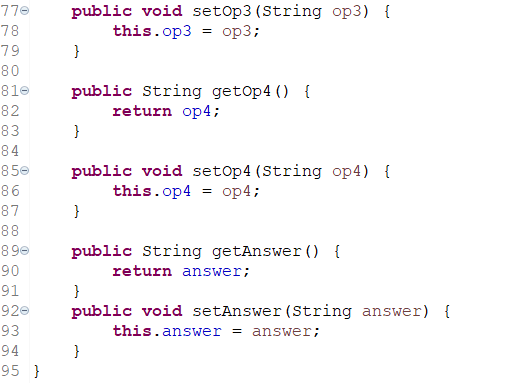 77    public void setOp3(String op3) {
78        this.op3 = op3;
79    }
80
81    public String getOp4() {
82        return op4;
83    }
84
85    public void setOp4(String op4) {
86        this.op4 = op4;
87    }
88
89    public String getAnswer() {
90        return answer;
91    }
92    public void setAnswer(String answer) {
93        this.answer = answer;
94    }
95 }